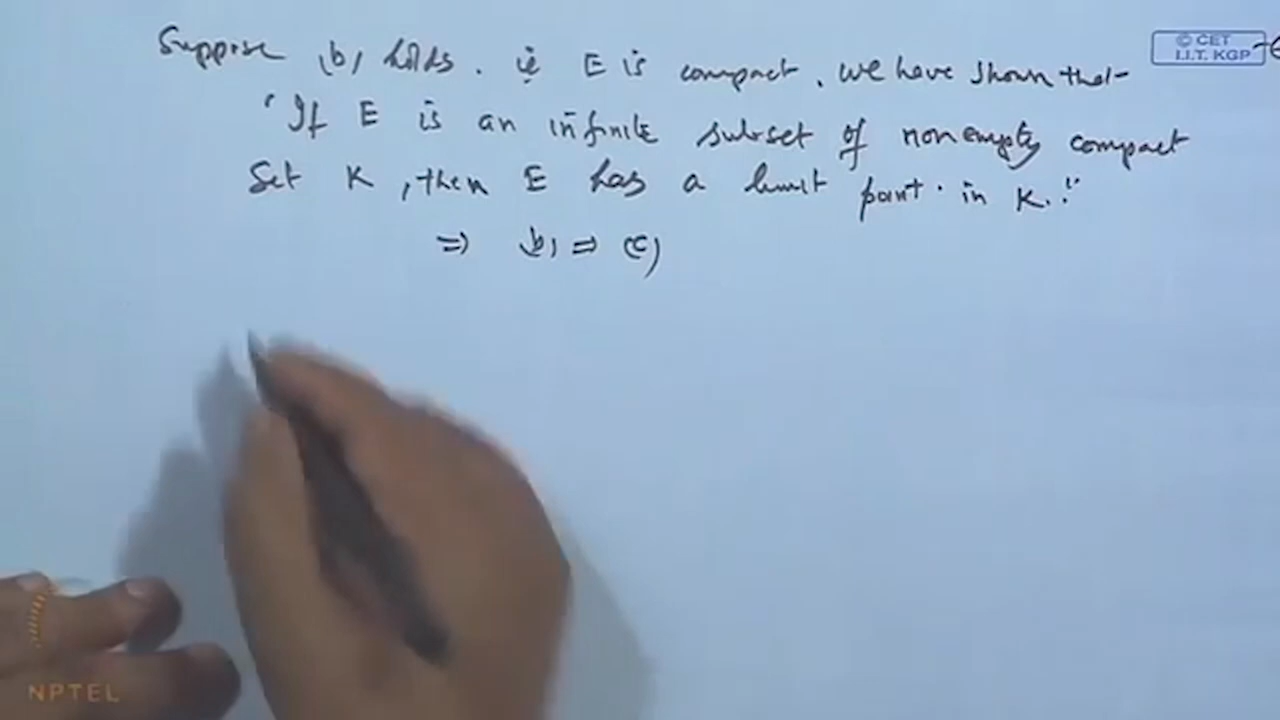 Suppose (b) holds. ie E is compact. We have shown that
"If E is an infinite subset of nonempty compact
Set K, then E has a limit point in K."
⇒ (b) ⇒ (c)
© CET
I.I.T. KGP
NPTEL